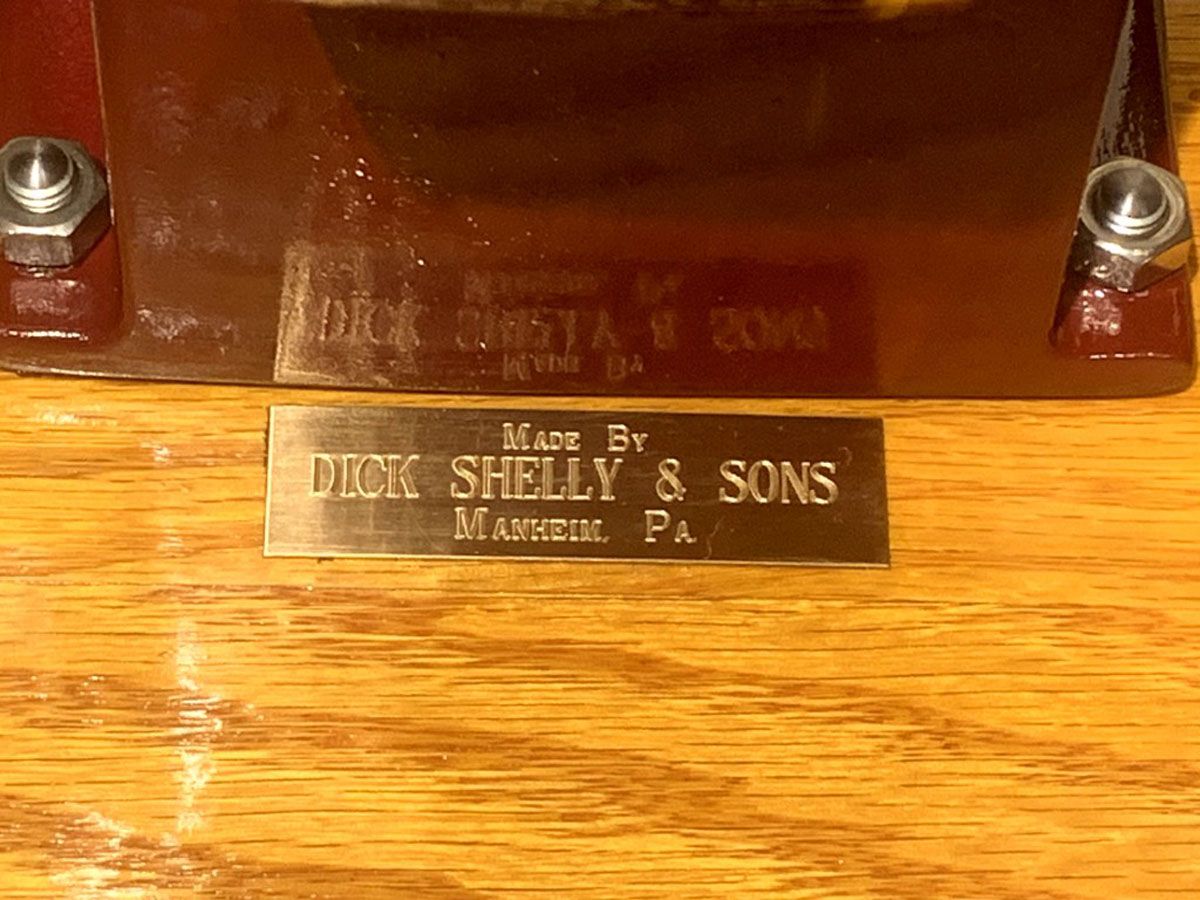 Made By
DICK SHELLY & SONS
Manheim, Pa.